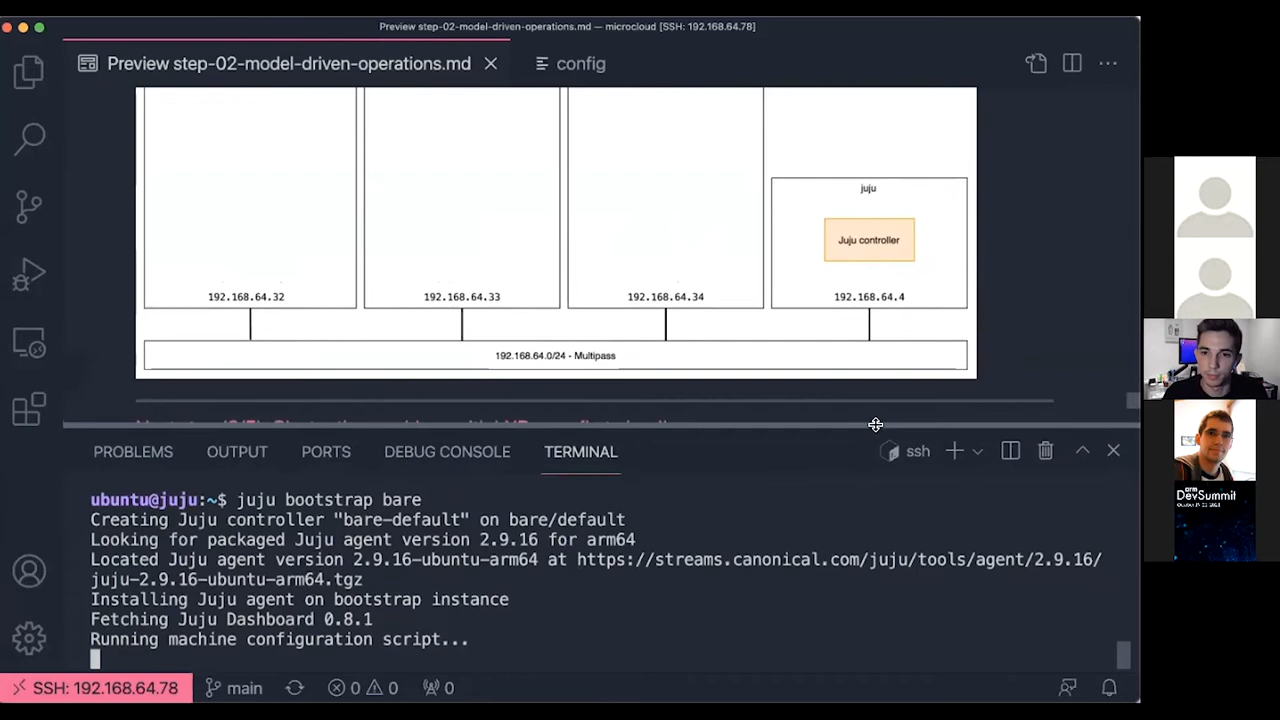 Preview step-02-model-driven-operations.md — microcloud [SSH: 192.168.64.78]
Preview step-02-model-driven-operations.md
config
juju
Juju controller
192.168.64.32
192.168.64.33
192.168.64.34
192.168.64.4
192.168.64.0/24 - Multipass
PROBLEMS
OUTPUT
PORTS
DEBUG CONSOLE
TERMINAL
ssh
ubuntu@juju:~$ juju bootstrap bare
Creating Juju controller "bare-default" on bare/default
Looking for packaged Juju agent version 2.9.16 for arm64
Located Juju agent version 2.9.16-ubuntu-arm64 at https://streams.canonical.com/juju/tools/agent/2.9.16/
juju-2.9.16-ubuntu-arm64.tgz
Installing Juju agent on bootstrap instance
Fetching Juju Dashboard 0.8.1
Running machine configuration script...
SSH: 192.168.64.78
main
0
0
0
arm
DevSummit